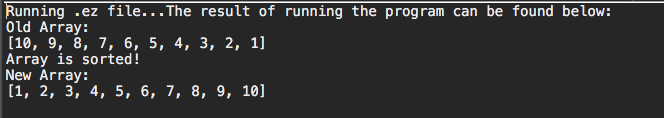 Running .ez file...The result of running the program can be found below:
Old Array:
[10, 9, 8, 7, 6, 5, 4, 3, 2, 1]
Array is sorted!
New Array:
[1, 2, 3, 4, 5, 6, 7, 8, 9, 10]